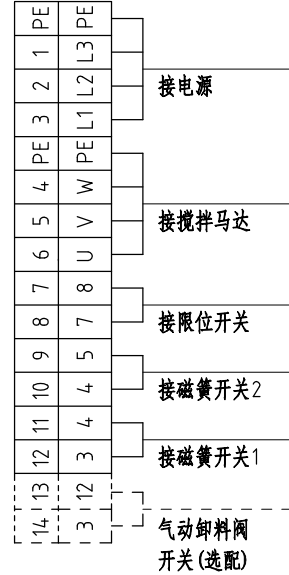 PE PE
1 L3
2 L2
3 L1
接电源
PE PE
4 W
5 V
6 U
接搅拌马达
7 8
8 7
接限位开关
9 5
10 4
接磁簧开关2
11 4
12 3
接磁簧开关1
13 12
14 3
气动卸料阀
开关(选配)